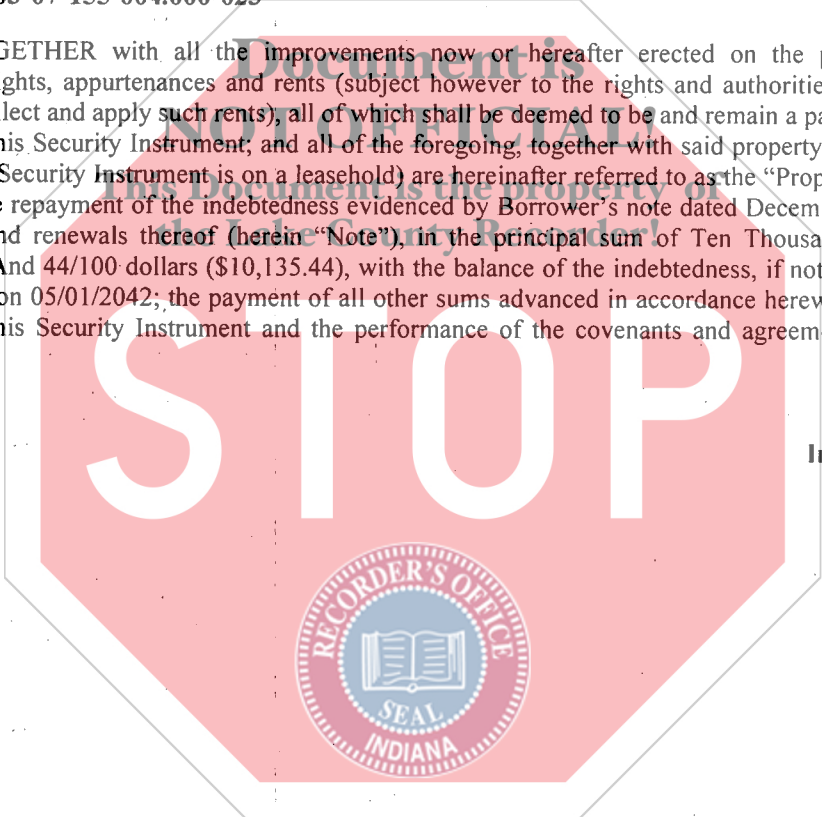 GETHER with all the improvements now or hereafter erected on the
ghts, appurtenances and rents (subject however to the rights and authoritie
lect and apply such rents), all of which shall be deemed to be and remain a pa
his Security Instrument; and all of the foregoing, together with said property
Security Instrument is on a leasehold) are hereinafter referred to as the “Prop
repayment of the indebtedness evidenced by Borrower’s note dated Decem
nd renewals thereof (herein “Note”), in the principal sum of Ten Thousa
And 44/100 dollars ($10,135.44), with the balance of the indebtedness, if not
on 05/01/2042; the payment of all other sums advanced in accordance herew
his Security Instrument and the performance of the covenants and agreem
Document is
NOT OFFICIAL!
This Document is the property of
the Lake County Recorder!
STOP
RECORDER'S OFFICE
SEAL
INDIANA